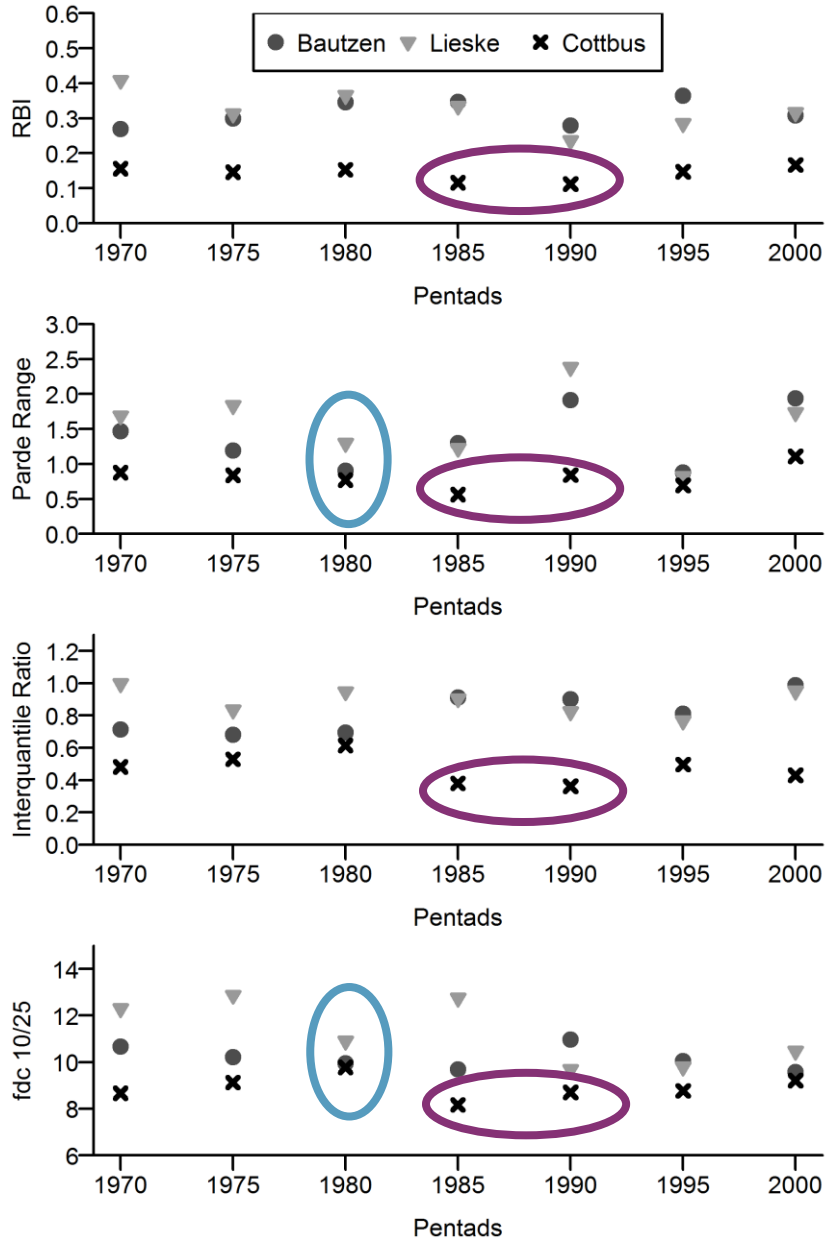 0.6
0.5
0.4
0.3
0.2
0.1
0.0
RBI
Bautzen Lieske Cottbus
1970 1975 1980 1985 1990 1995 2000
Pentads
3.0
2.5
2.0
1.5
1.0
0.5
0.0
Parde Range
1970 1975 1980 1985 1990 1995 2000
Pentads
1.2
1.0
0.8
0.6
0.4
0.2
0.0
Interquantile Ratio
1970 1975 1980 1985 1990 1995 2000
Pentads
14
12
10
8
6
fdc 10/25
1970 1975 1980 1985 1990 1995 2000
Pentads